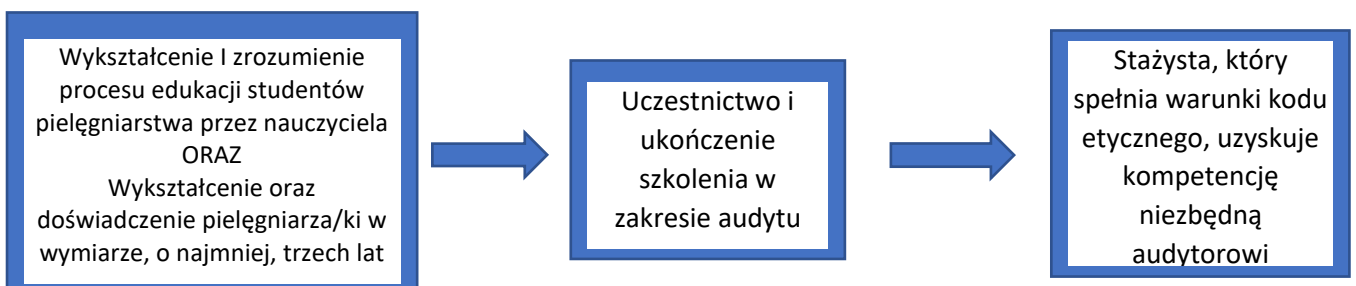 Wykształcenie I zrozumienie
procesu edukacji studentów
pielęgniarstwa przez nauczyciela
ORAZ
Wykształcenie oraz
doświadczenie pielęgniarza/ki w
wymiarze, o najmniej, trzech lat
Uczestnictwo i
ukończenie
szkolenia w
zakresie audytu
Stażysta, który
spełnia warunki kodu
etycznego, uzyskuje
kompetencję
niezbędną
audytorowi